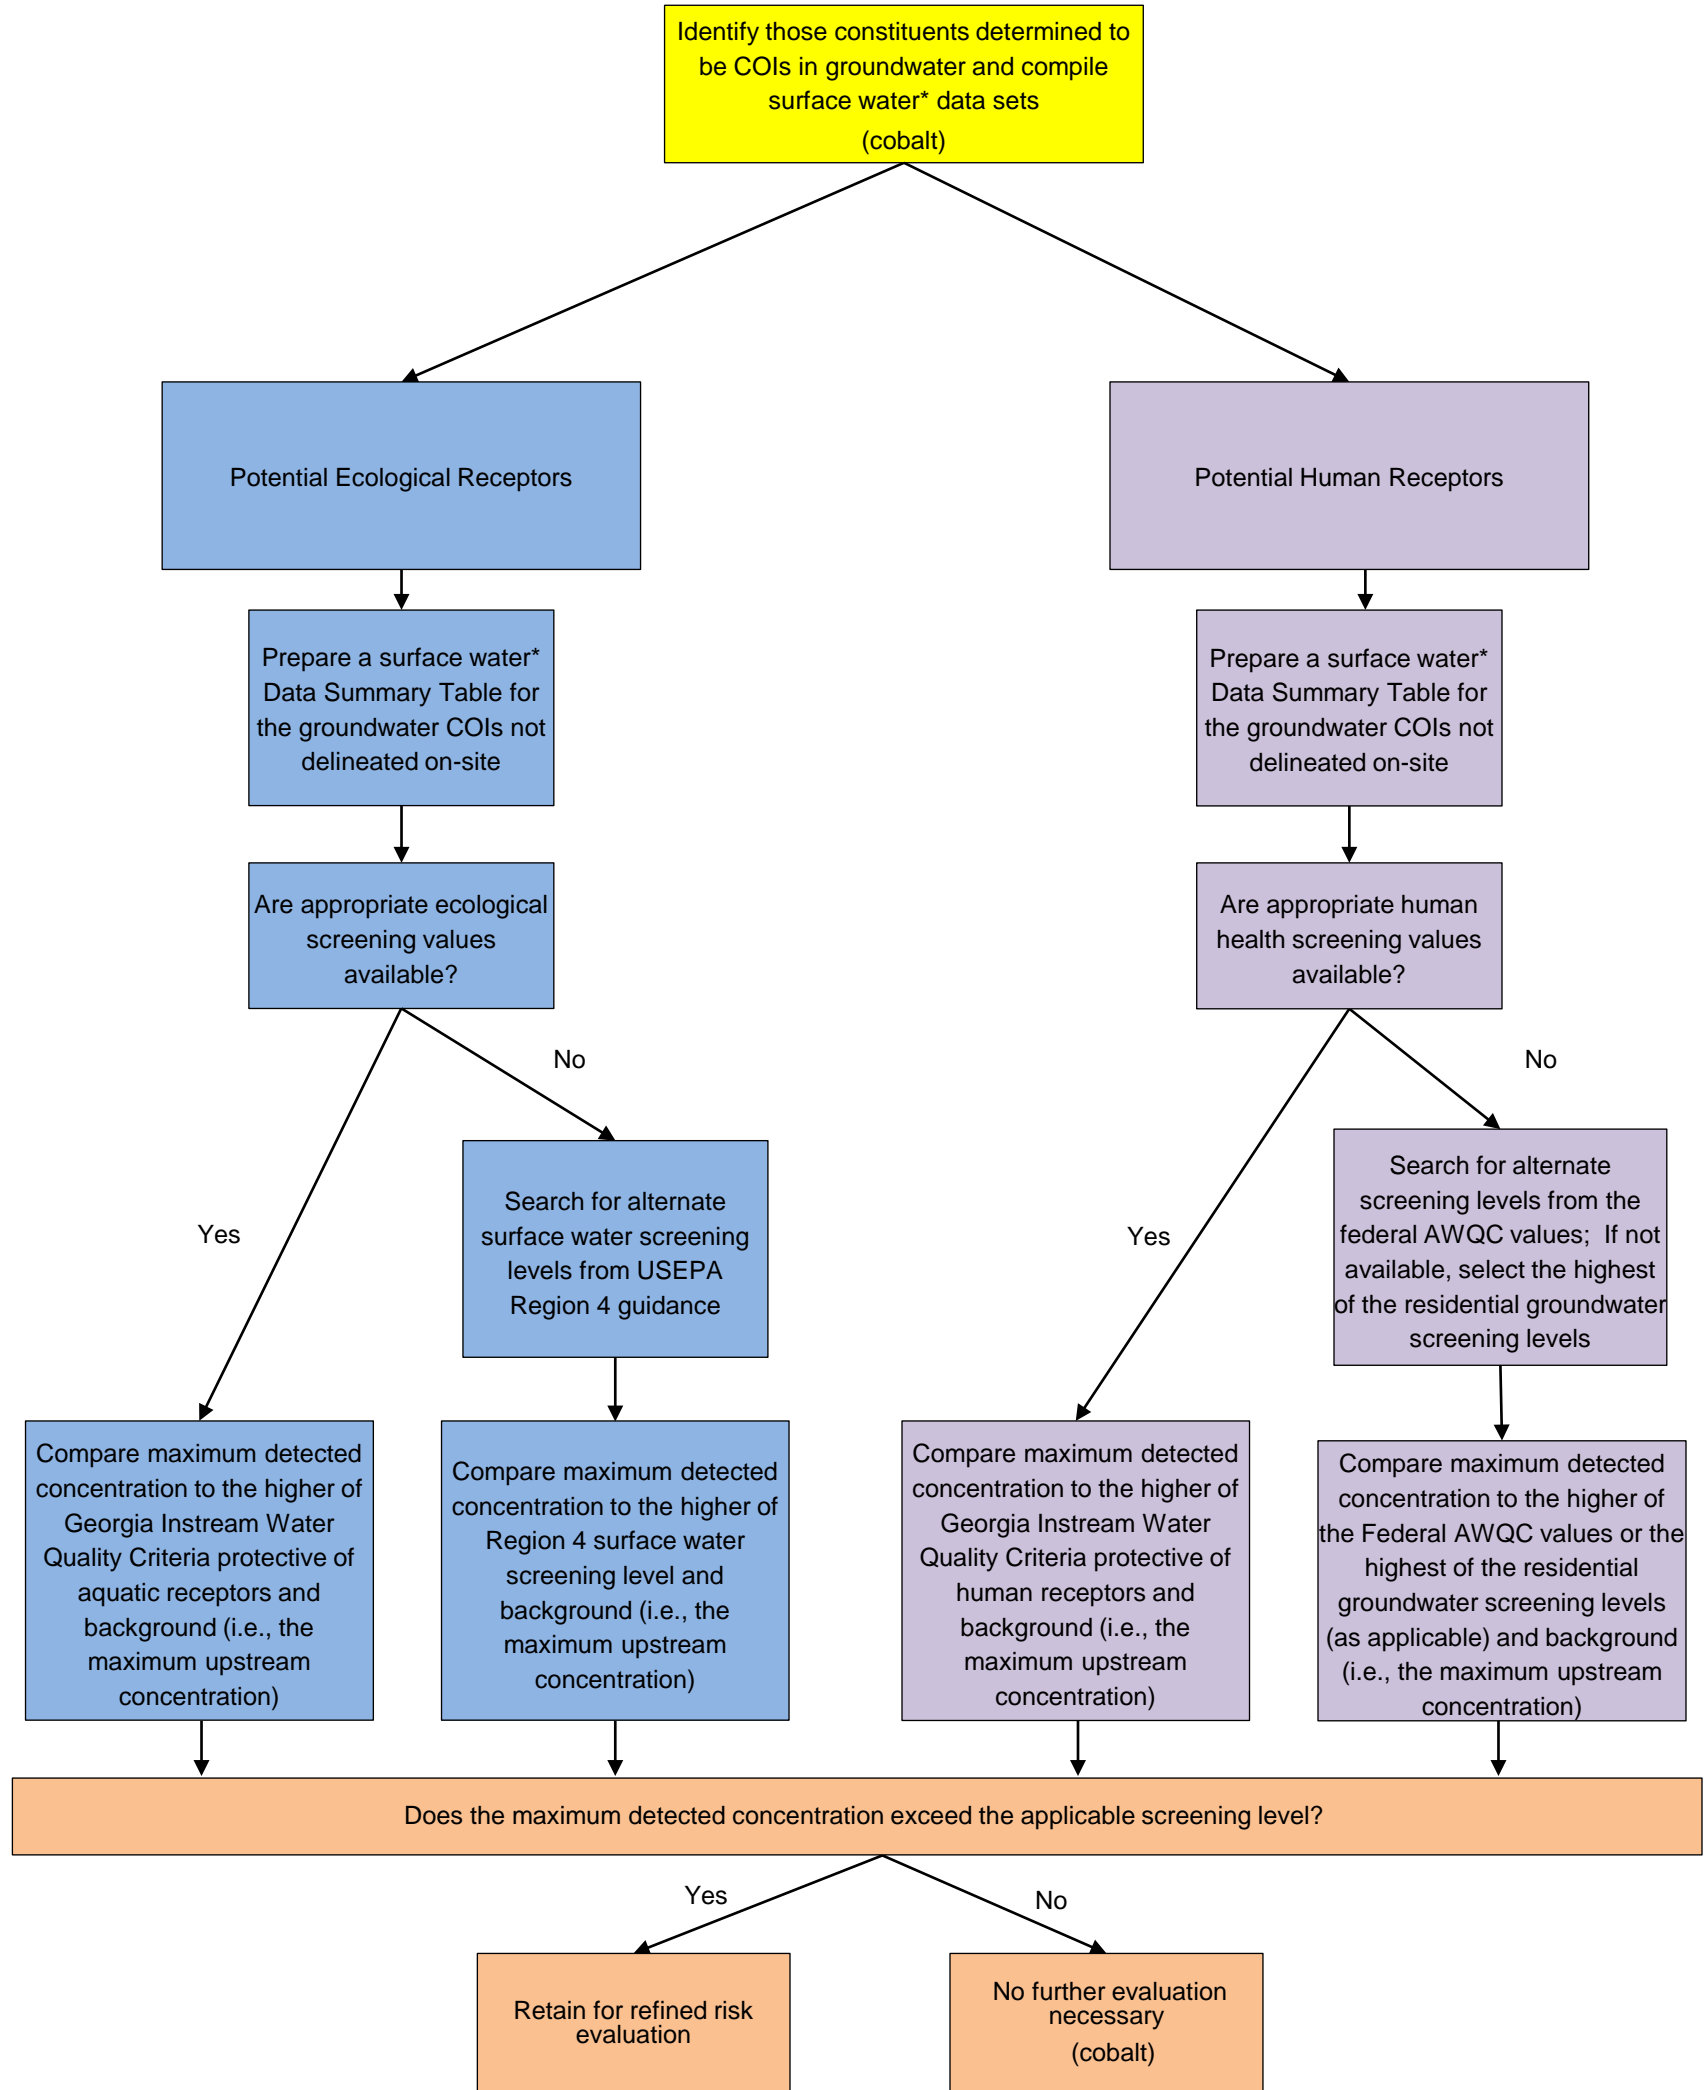 Identify those constituents determined to
be COIs in groundwater and compile
surface water* data sets
(cobalt)
Potential Ecological Receptors
Potential Human Receptors
Prepare a surface water*
Data Summary Table for
the groundwater COIs not
delineated on-site
Prepare a surface water*
Data Summary Table for
the groundwater COIs not
delineated on-site
Are appropriate ecological
screening values
available?
Are appropriate human
health screening values
available?
No
No
Yes
Yes
Search for alternate
surface water screening
levels from USEPA
Region 4 guidance
Search for alternate
screening levels from the
federal AWQC values;  If not
available, select the highest
of the residential groundwater
screening levels
Compare maximum detected
concentration to the higher of
Georgia Instream Water
Quality Criteria protective of
aquatic receptors and
background (i.e., the
maximum upstream
concentration)
Compare maximum detected
concentration to the higher of
Region 4 surface water
screening level and
background (i.e., the
maximum upstream
concentration)
Compare maximum detected
concentration to the higher of
Georgia Instream Water
Quality Criteria protective of
human receptors and
background (i.e., the
maximum upstream
concentration)
Compare maximum detected
concentration to the higher of
the Federal AWQC values or the
highest of the residential
groundwater screening levels
(as applicable) and background
(i.e., the maximum upstream
concentration)
Does the maximum detected concentration exceed the applicable screening level?
Yes
No
Retain for refined risk
evaluation
No further evaluation
necessary
(cobalt)